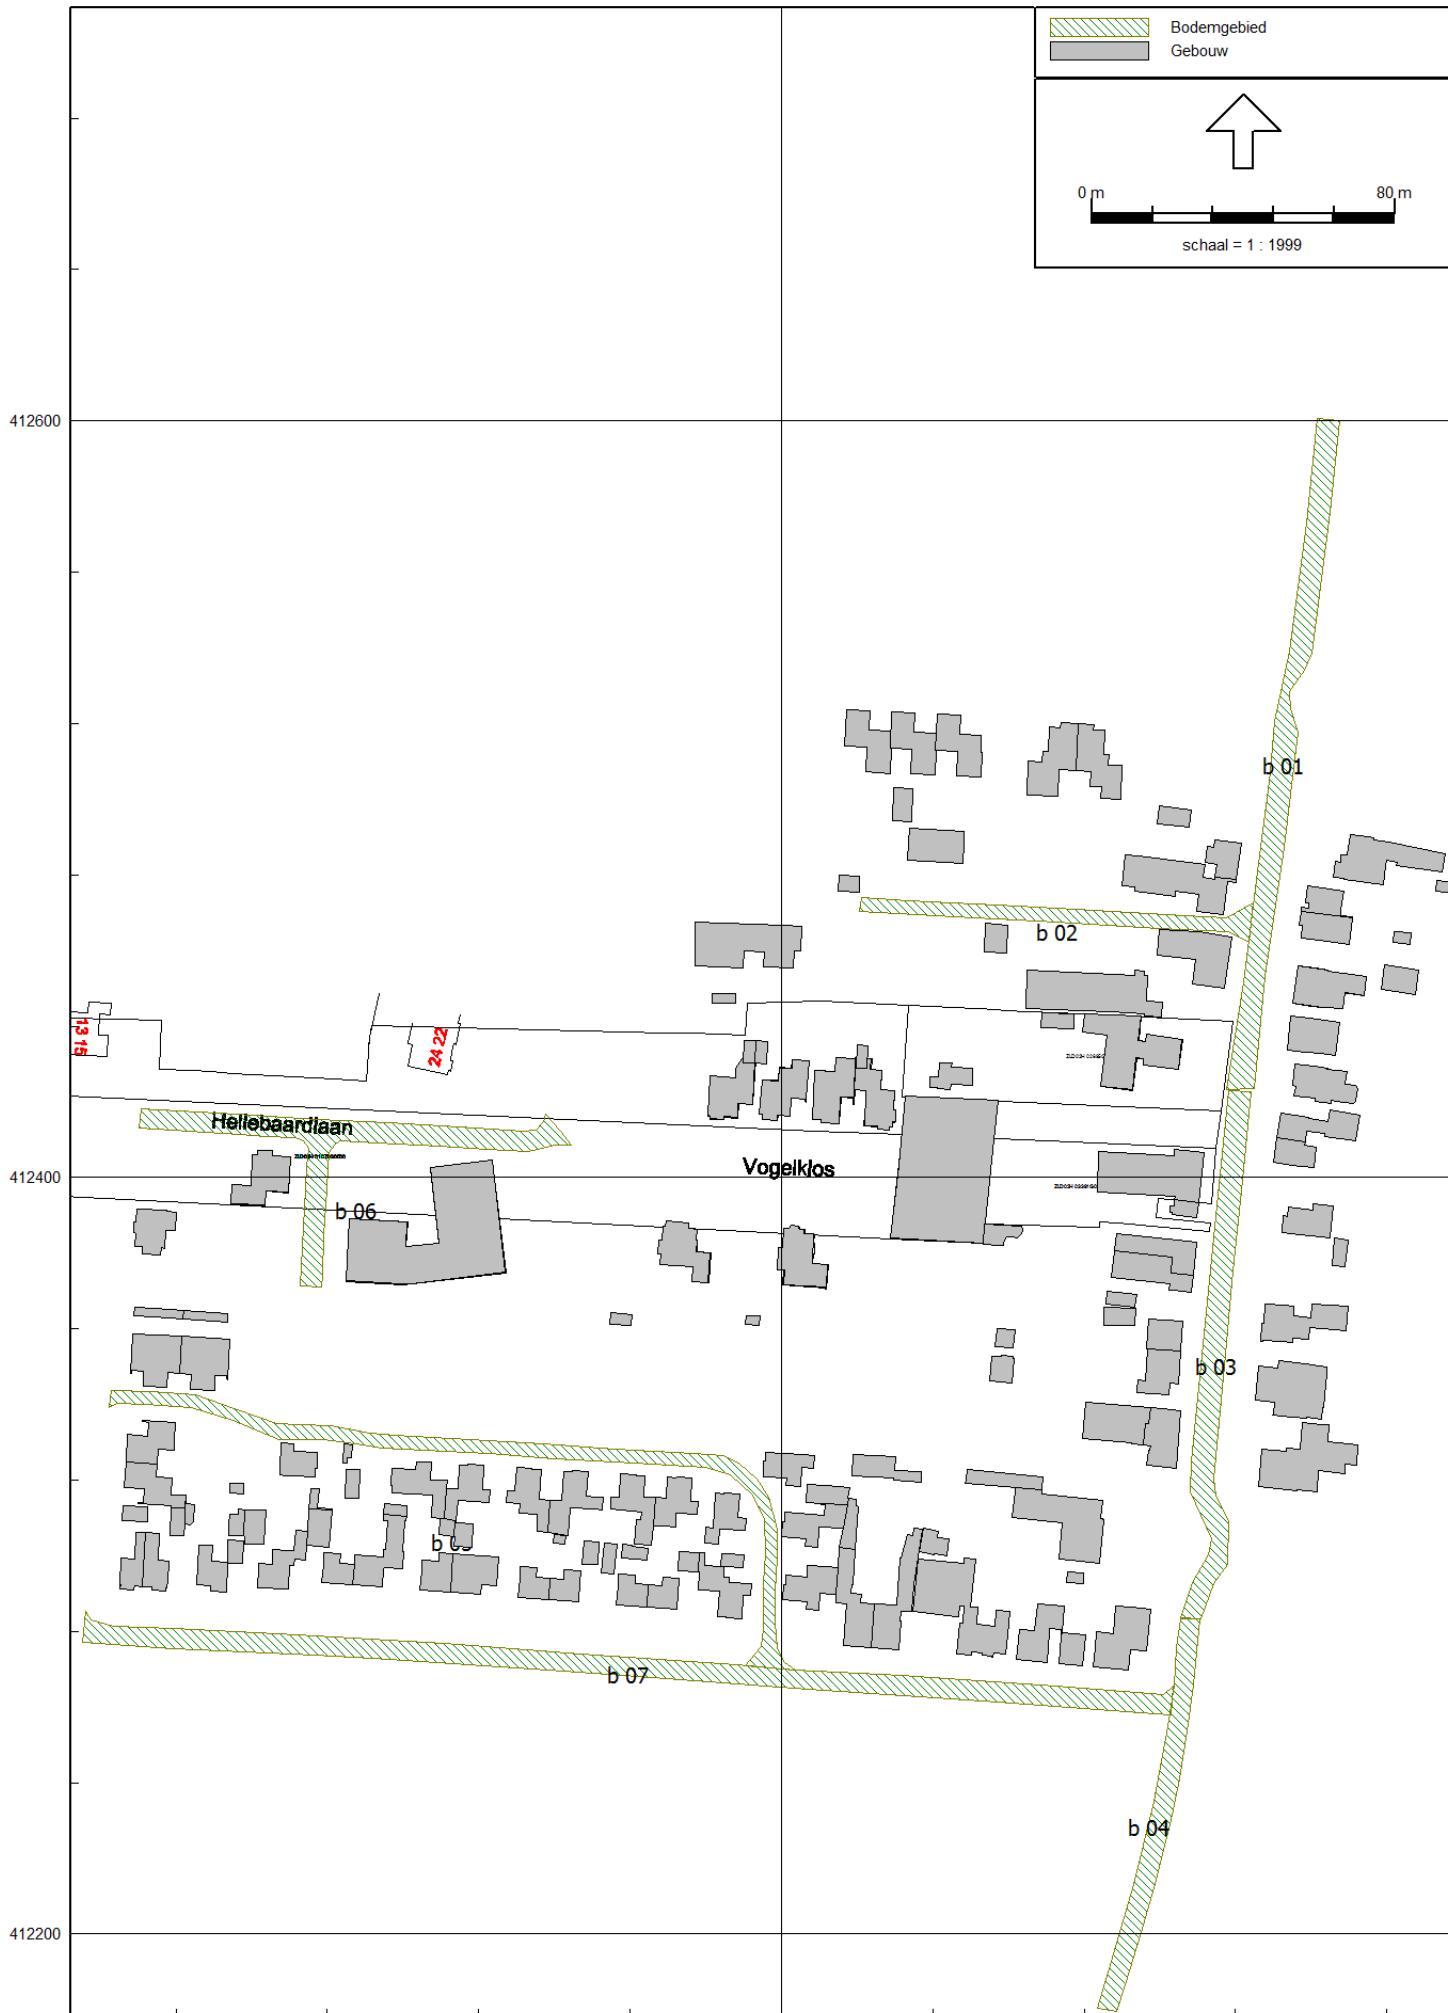 Bodemgebied
Gebouw
0 m 80 m
schaal = 1 : 1999
412600
b 01
b 02
13 15
24 22
Hellebaardlaan
Vogelklos
412400
b 06
b 03
b 07
b 04
412200